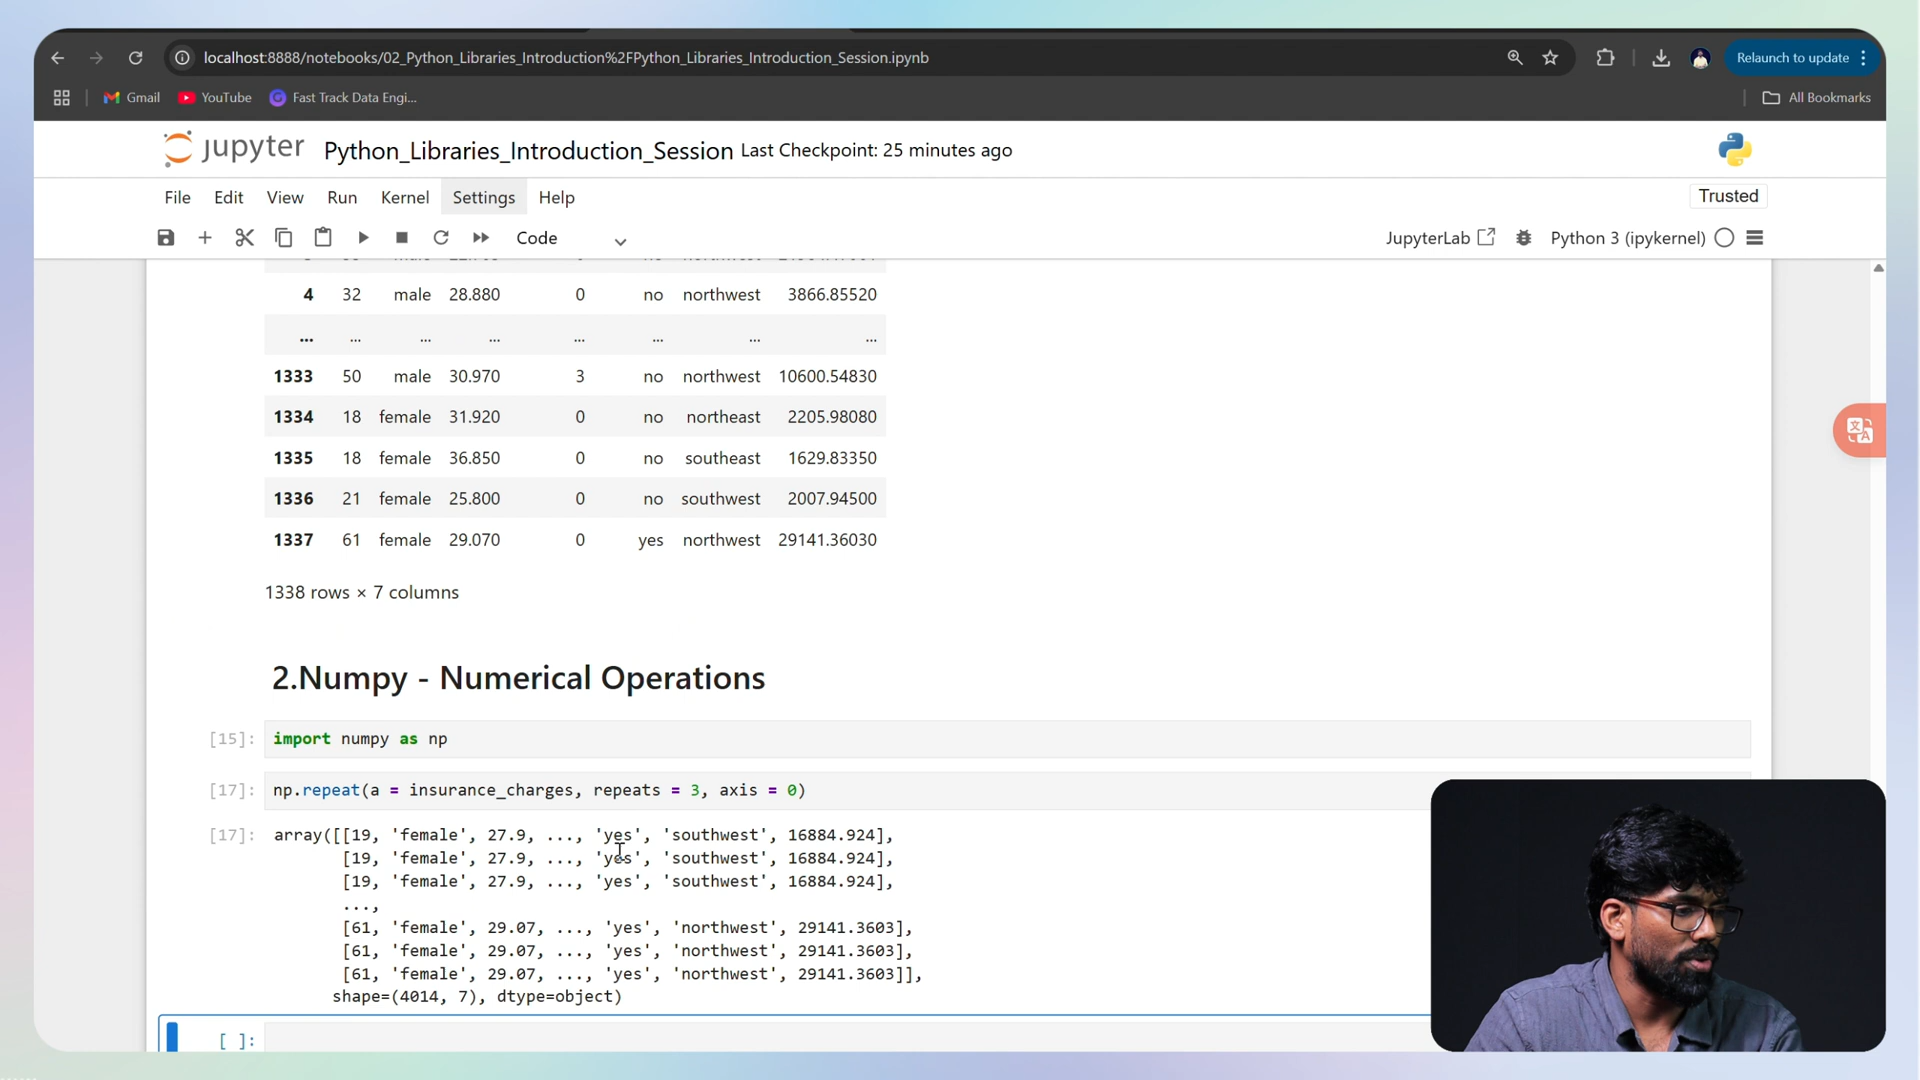 localhost:8888/notebooks/02_Python_Libraries_Introduction%2FPython_Libraries_Introduction_Session.ipynb
Relaunch to update
Gmail
YouTube
Fast Track Data Engi...
All Bookmarks
jupyter Python_Libraries_Introduction_Session Last Checkpoint: 25 minutes ago
File Edit View Run Kernel Settings Help
Trusted
Code
JupyterLab
Python 3 (ipykernel)
4 32 male 28.880 0 no northwest 3866.85520
... ... ... ... ... ... ... ...
1333 50 male 30.970 3 no northwest 10600.54830
1334 18 female 31.920 0 no northeast 2205.98080
1335 18 female 36.850 0 no southeast 1629.83350
1336 21 female 25.800 0 no southwest 2007.94500
1337 61 female 29.070 0 yes northwest 29141.36030
1338 rows × 7 columns
2.Numpy - Numerical Operations
[15]: import numpy as np
[17]: np.repeat(a = insurance_charges, repeats = 3, axis = 0)
[17]: array([[19, 'female', 27.9, ..., 'yes', 'southwest', 16884.924],
[19, 'female', 27.9, ..., 'yes', 'southwest', 16884.924],
[19, 'female', 27.9, ..., 'yes', 'southwest', 16884.924],
...,
[61, 'female', 29.07, ..., 'yes', 'northwest', 29141.3603],
[61, 'female', 29.07, ..., 'yes', 'northwest', 29141.3603],
[61, 'female', 29.07, ..., 'yes', 'northwest', 29141.3603]],
shape=(4014, 7), dtype=object)
[ ]: